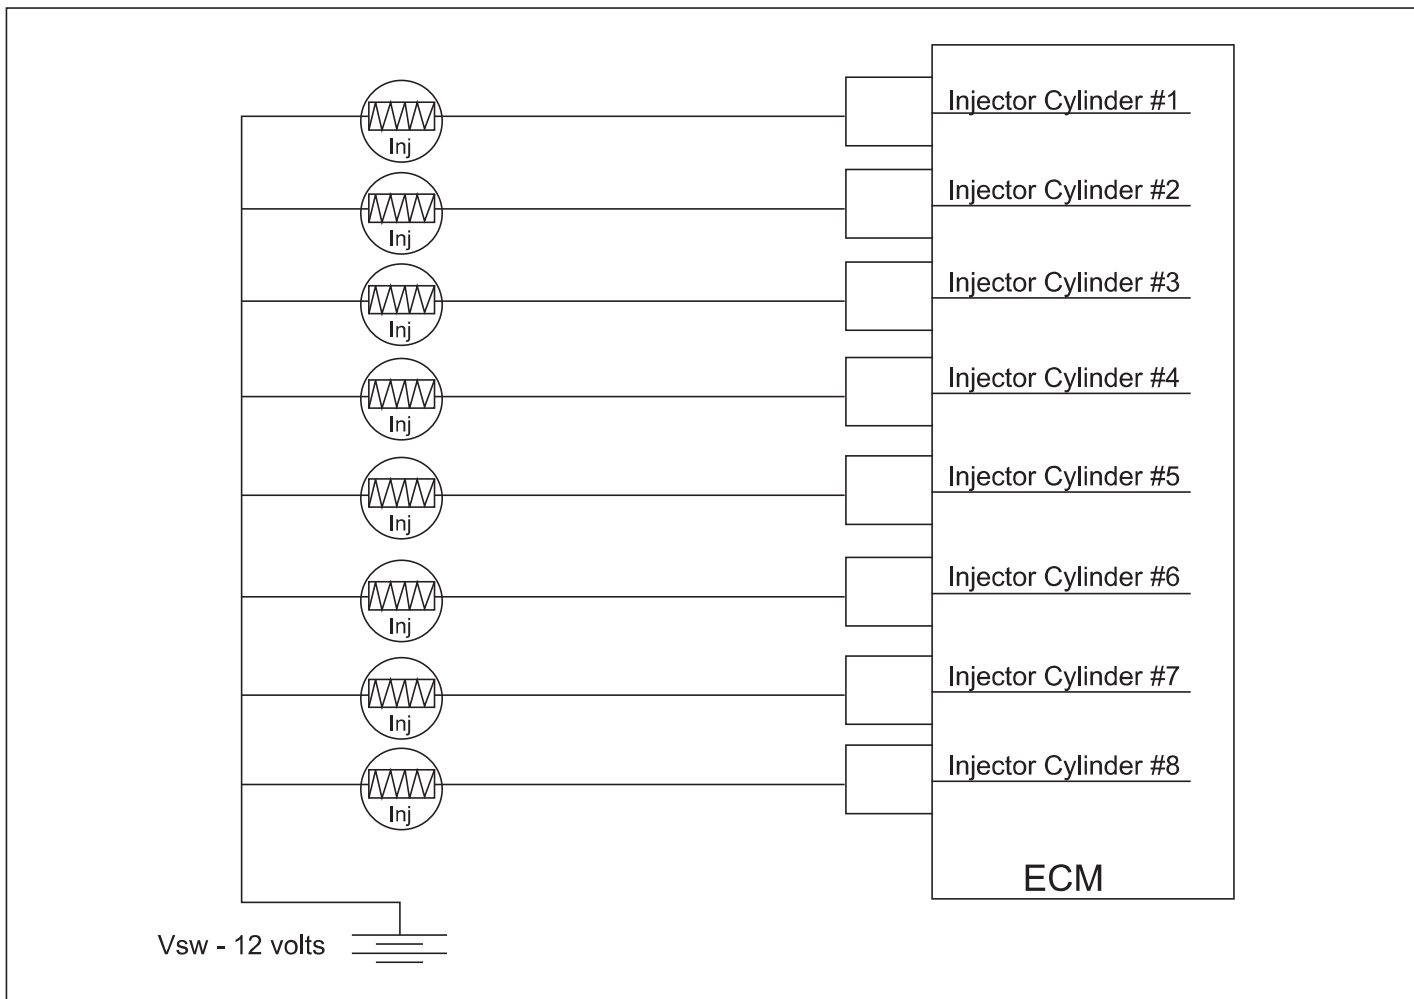 Injector Cylinder #1
Inj
Injector Cylinder #2
Inj
Injector Cylinder #3
Inj
Injector Cylinder #4
Inj
Injector Cylinder #5
Inj
Injector Cylinder #6
Inj
Injector Cylinder #7
Inj
Injector Cylinder #8
Inj
ECM
Vsw - 12 volts